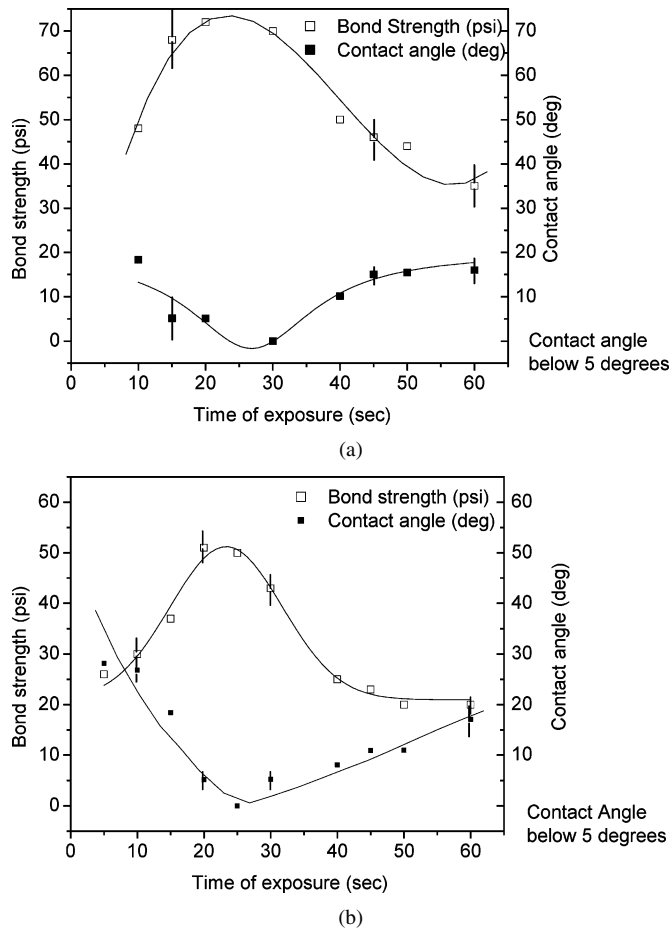 70
60
50
40
30
20
10
0
Bond strength (psi)
Bond Strength (psi)
Contact angle (deg)
70
60
50
40
30
20
10
0
Contact angle (deg)
0 10 20 30 40 50 60
Time of exposure (sec)
Contact angle
below 5 degrees
(a)
60
50
40
30
20
10
0
Bond strength (psi)
Bond strength (psi)
Contact angle (deg)
60
50
40
30
20
10
0
Contact angle (deg)
0 10 20 30 40 50 60
Time of exposure (sec)
Contact Angle
below 5 degrees
(b)